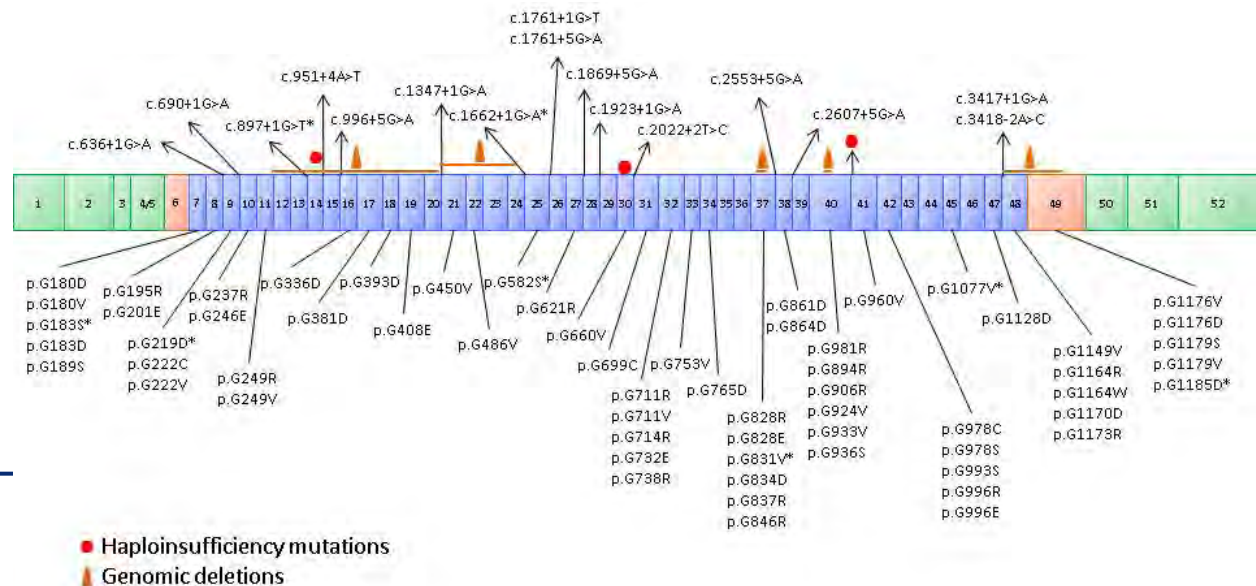 c.1761+1G>T
c.1761+5G>A
c.951+4A>T
c.1347+1G>A
c.1869+5G>A
c.2553+5G>A
c.690+1G>A
c.897+1G>T*
c.996+5G>A
c.1662+1G>A*
c.1923+1G>A
c.2022+2T>C
c.2607+5G>A
c.3417+1G>A
c.3418-2A>C
c.636+1G>A
1 2 3 4/5 6 7 8 9 10 11 12 13 14 15 16 17 18 19 20 21 22 23 24 25 26 27 28 29 30 31 32 33 34 35 36 37 38 39 40 41 42 43 44 45 46 47 48 49 50 51 52
p.G180D
p.G180V
p.G183S*
p.G183D
p.G189S
p.G195R
p.G201E
p.G219D*
p.G222C
p.G222V
p.G237R
p.G246E
p.G249R
p.G249V
p.G336D
p.G381D
p.G393D
p.G408E
p.G450V
p.G486V
p.G582S*
p.G621R
p.G660V
p.G699C
p.G711R
p.G711V
p.G714R
p.G732E
p.G738R
p.G753V
p.G765D
p.G828R
p.G828E
p.G831V*
p.G834D
p.G837R
p.G846R
p.G861D
p.G864D
p.G981R
p.G894R
p.G906R
p.G924V
p.G933V
p.G936S
p.G960V
p.G978C
p.G978S
p.G993S
p.G996R
p.G996E
p.G1077V*
p.G1128D
p.G1149V
p.G1164R
p.G1164W
p.G1170D
p.G1173R
p.G1176V
p.G1176D
p.G1179S
p.G1179V
p.G1185D*
Haploinsufficiency mutations
Genomic deletions